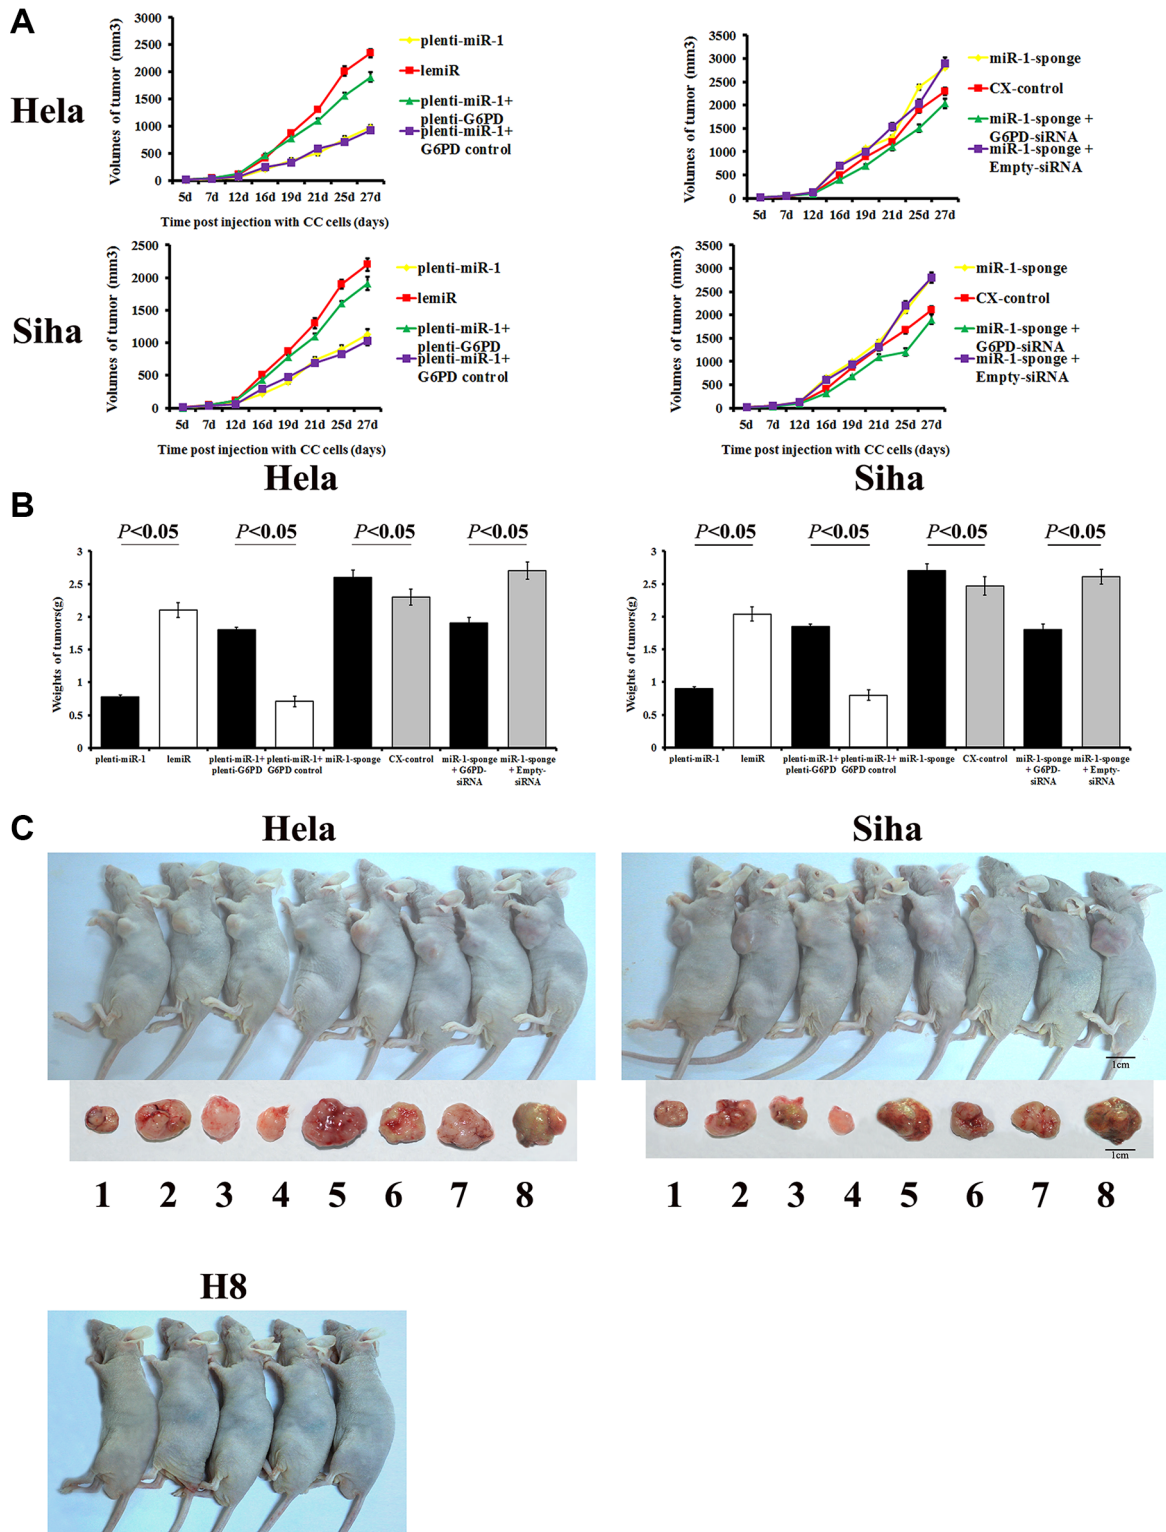 A
Hela
Volumes of tumor (mm3)
3000
2500
2000
1500
1000
500
0
5d 7d 12d 16d 19d 21d 25d 27d
Time post injection with CC cells (days)
plenti-miR-1
lemiR
plenti-miR-1+
plenti-G6PD
plenti-miR-1+
G6PD control
Volumes of tumor (mm3)
3500
3000
2500
2000
1500
1000
500
0
5d 7d 12d 16d 19d 21d 25d 27d
miR-1-sponge
CX-control
miR-1-sponge +
G6PD-siRNA
miR-1-sponge +
Empty-siRNA
Siha
Volumes of tumor (mm3)
2500
2000
1500
1000
500
0
5d 7d 12d 16d 19d 21d 25d 27d
Time post injection with CC cells (days)
plenti-miR-1
lemiR
plenti-miR-1+
plenti-G6PD
plenti-miR-1+
G6PD control
Volumes of tumor (mm3)
3500
3000
2500
2000
1500
1000
500
0
5d 7d 12d 16d 19d 21d 25d 27d
Time post injection with CC cells (days)
miR-1-sponge
CX-control
miR-1-sponge +
G6PD-siRNA
miR-1-sponge +
Empty-siRNA
B
Hela
P<0.05 P<0.05 P<0.05 P<0.05
Weights of tumors(g)
3
2.5
2
1.5
1
0.5
0
plenti-miR-1 lemiR plenti-miR-1+ plenti-miR-1+ miR-1-sponge CX-control miR-1-sponge miR-1-sponge
plenti-G6PD G6PD control + G6PD- + Empty-
siRNA siRNA
Siha
P<0.05 P<0.05 P<0.05 P<0.05
Weights of tumors(g)
3
2.5
2
1.5
1
0.5
0
plenti-miR-1 lemiR plenti-miR-1+ plenti-miR-1+ miR-1-sponge CX-control miR-1-sponge miR-1-sponge
plenti-G6PD G6PD control + G6PD- + Empty-
siRNA siRNA
C
Hela
1 2 3 4 5 6 7 8
Siha
1cm
1cm
1 2 3 4 5 6 7 8
H8